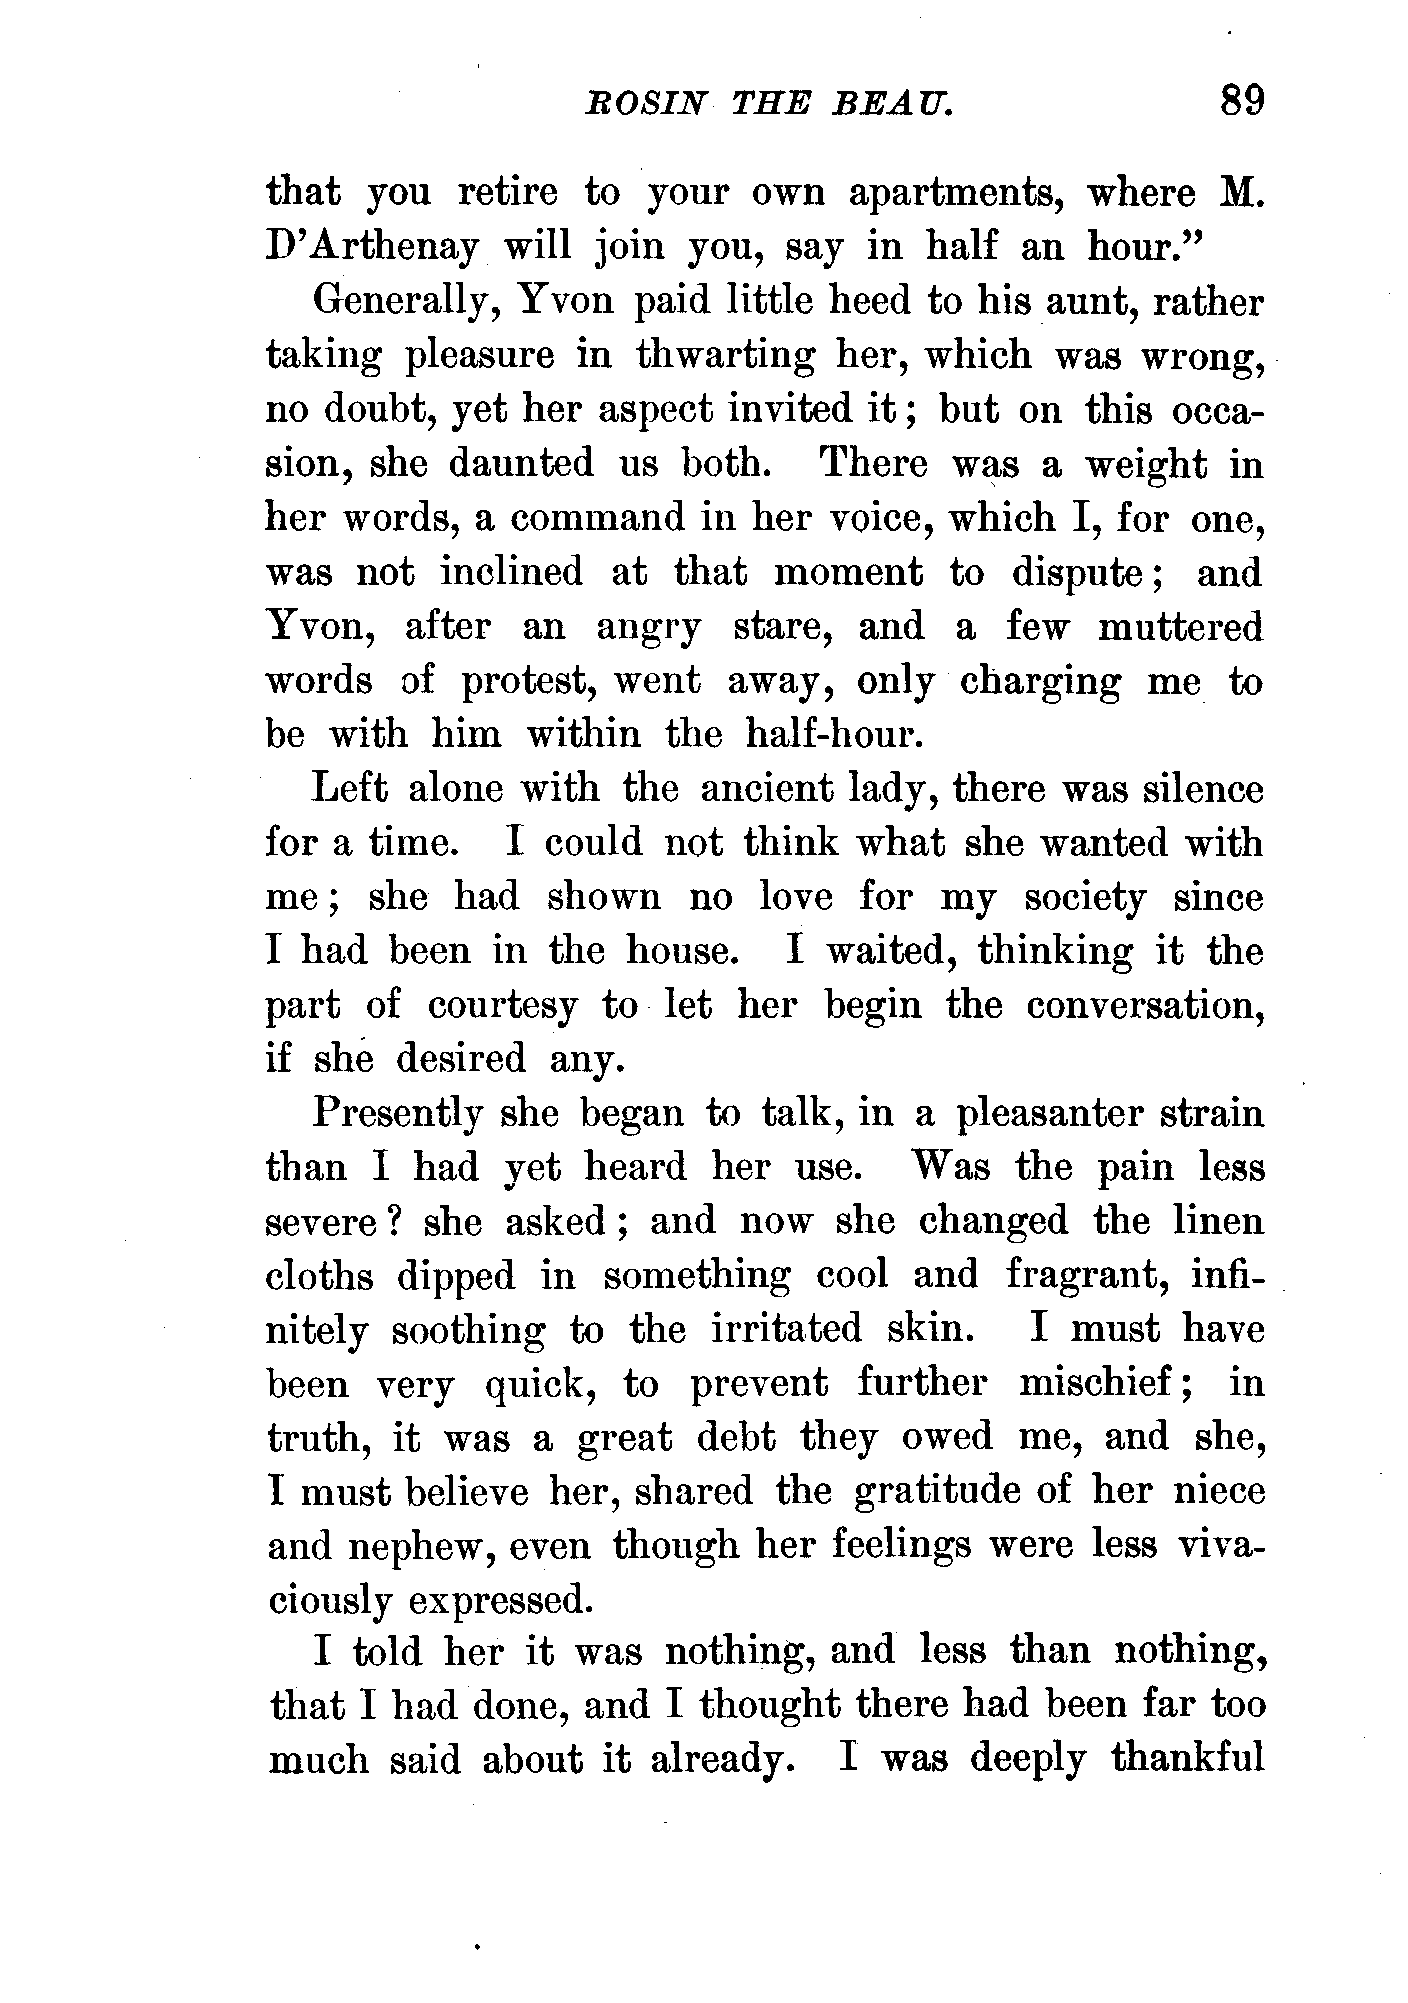 ROSIN THE BEAU. 89
that you retire to your own apartments, where M.
D'Arthenay will join you, say in half an hour."
Generally, Yvon paid little heed to his aunt, rather
taking pleasure in thwarting her, which was wrong,
no doubt, yet her aspect invited it; but on this occa-
sion, she daunted us both. There was a weight in
her words, a command in her voice, which I, for one,
was not inclined at that moment to dispute; and
Yvon, after an angry stare, and a few muttered
words of protest, went away, only charging me to
be with him within the half-hour.
Left alone with the ancient lady, there was silence
for a time. I could not think what she wanted with
me; she had shown no love for my society since
I had been in the house. I waited, thinking it the
part of courtesy to let her begin the conversation,
if she desired any.
Presently she began to talk, in a pleasanter strain
than I had yet heard her use. Was the pain less
severe? she asked; and now she changed the linen
cloths dipped in something cool and fragrant, infi-
nitely soothing to the irritated skin. I must have
been very quick, to prevent further mischief; in
truth, it was a great debt they owed me, and she,
I must believe her, shared the gratitude of her niece
and nephew, even though her feelings were less viva-
ciously expressed.
I told her it was nothing, and less than nothing,
that I had done, and I thought there had been far too
much said about it already. I was deeply thankful